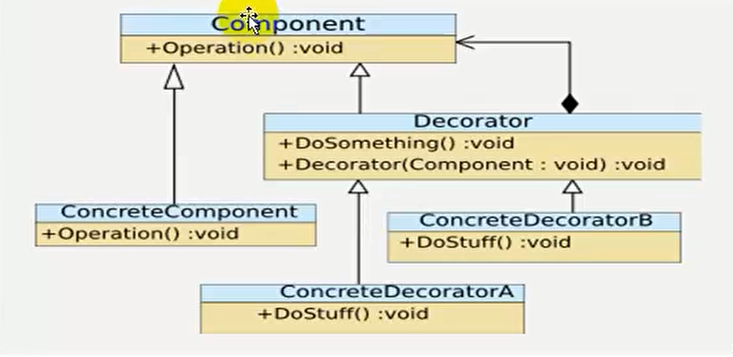 Component
+Operation() :void
Decorator
+DoSomething() :void
+Decorator(Component : void) :void
ConcreteComponent
+Operation() :void
ConcreteDecoratorB
+DoStuff() :void
ConcreteDecoratorA
+DoStuff() :void